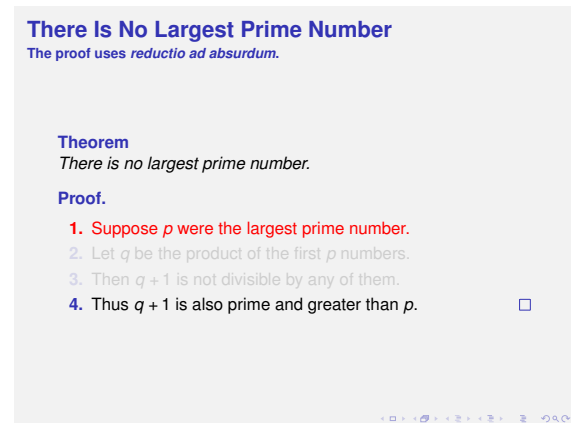 There Is No Largest Prime Number
The proof uses reductio ad absurdum.
Theorem
There is no largest prime number.
Proof.
1. Suppose p were the largest prime number.
2. Let q be the product of the first p numbers.
3. Then q + 1 is not divisible by any of them.
4. Thus q + 1 is also prime and greater than p. □